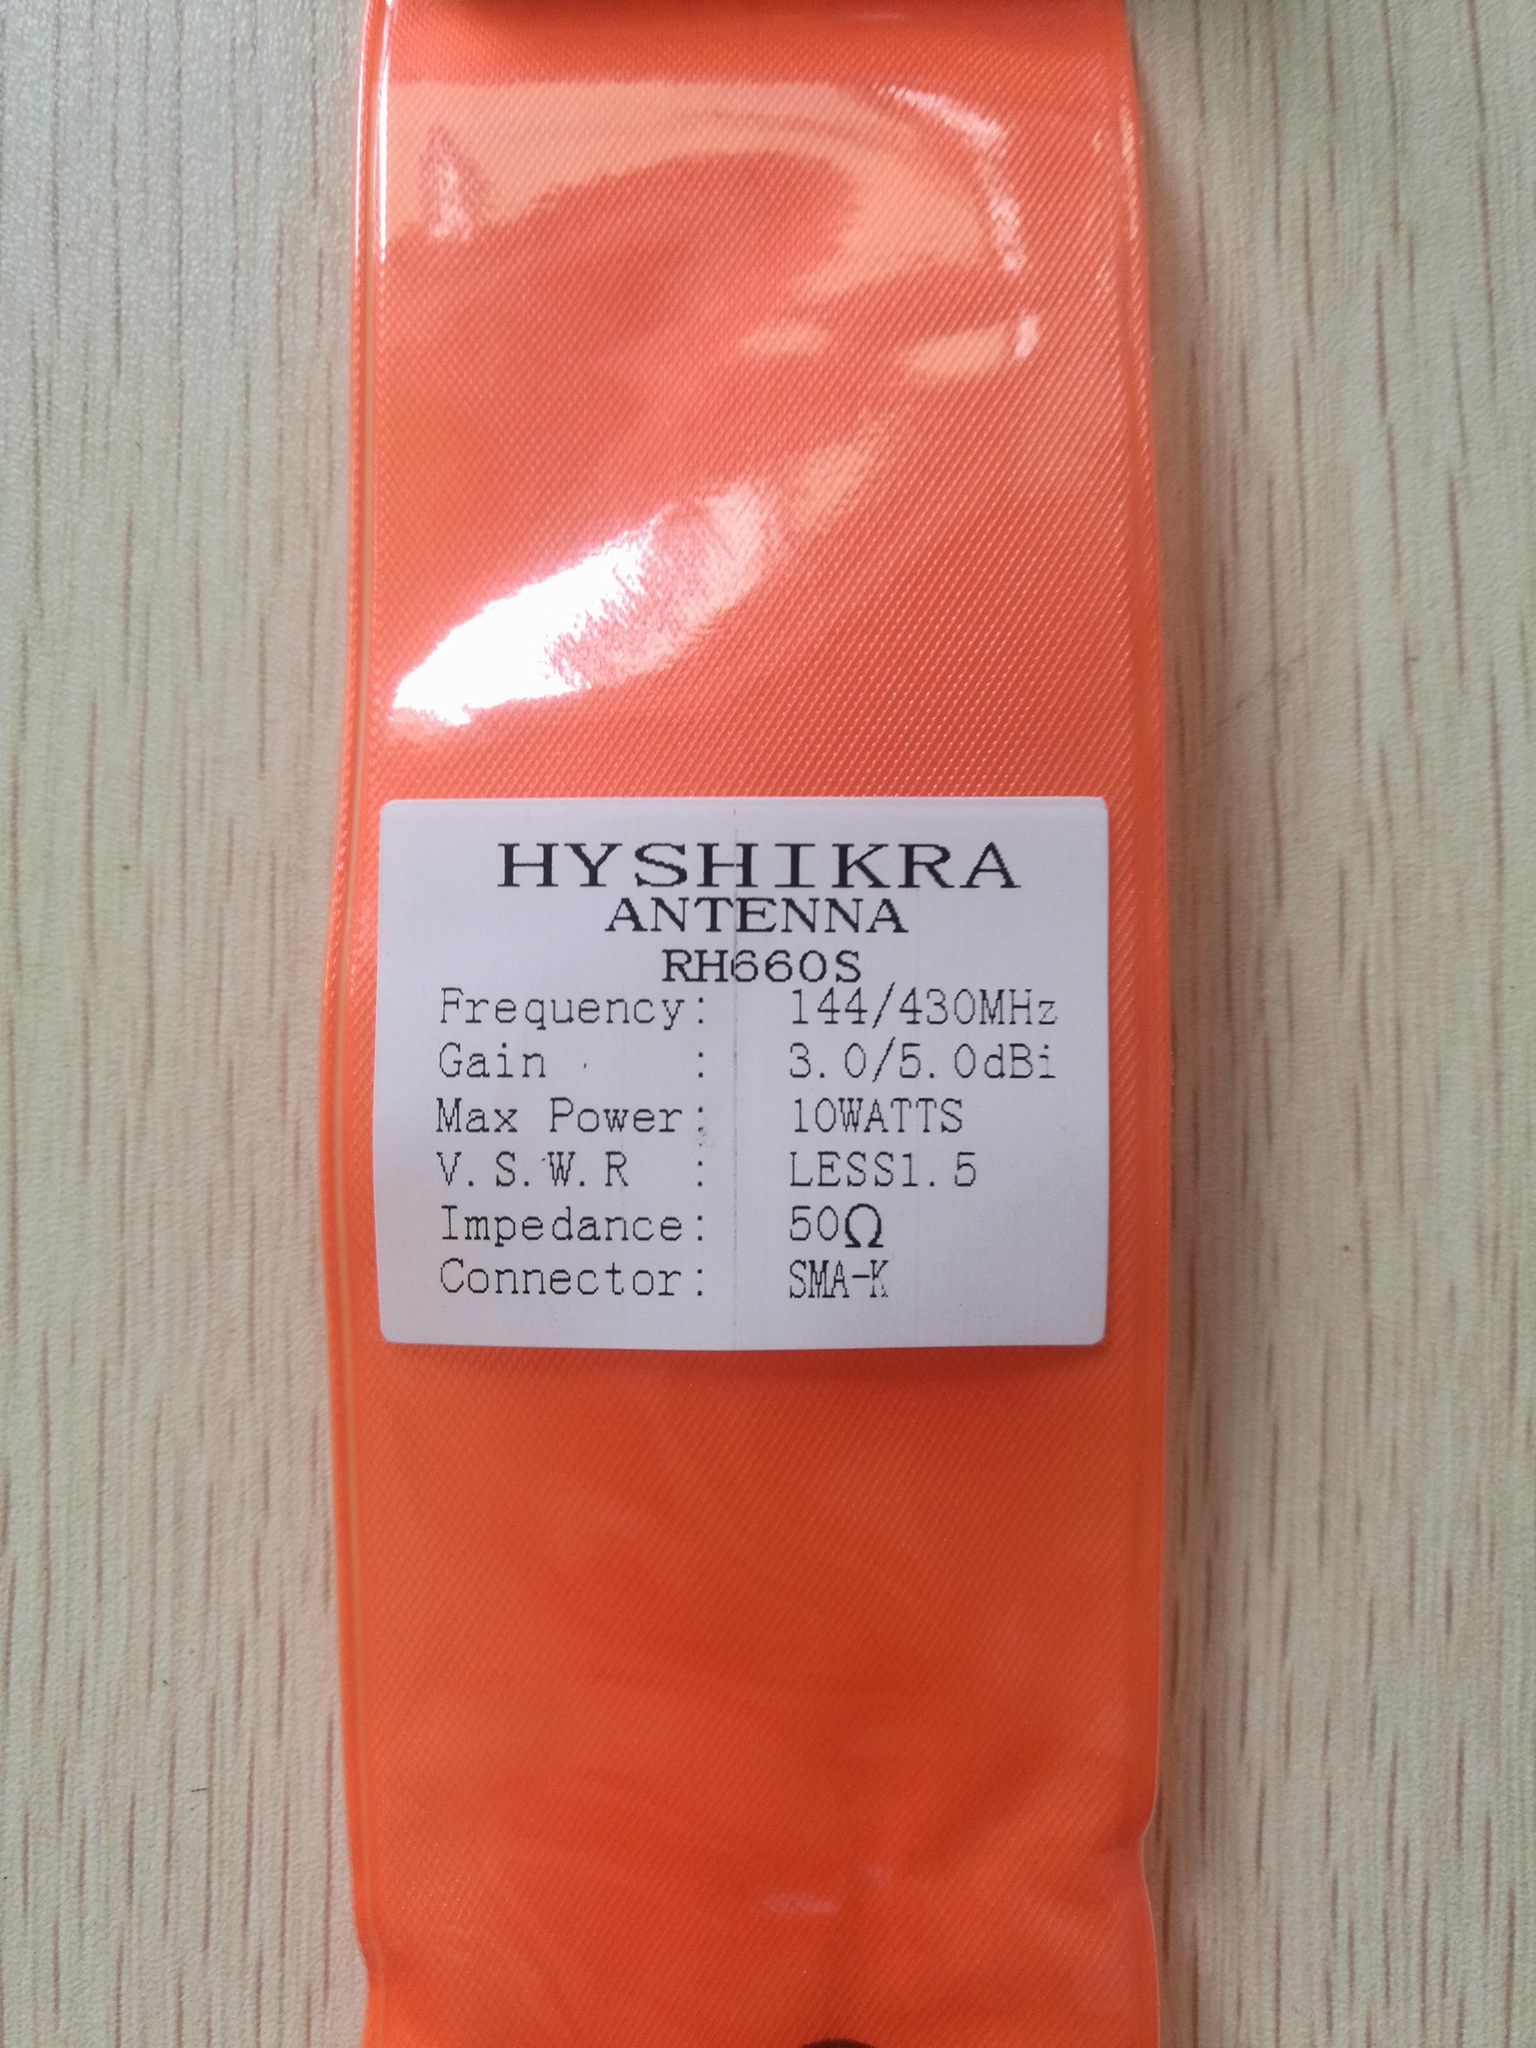 HYSHIKRA
ANTENNA
RH660S
Frequency: 144/430MHz
Gain : 3.0/5.0dBi
Max Power: 10WATTS
V.S.W.R : LESS1.5
Impedance: 50Ω
Connector: SMA-K